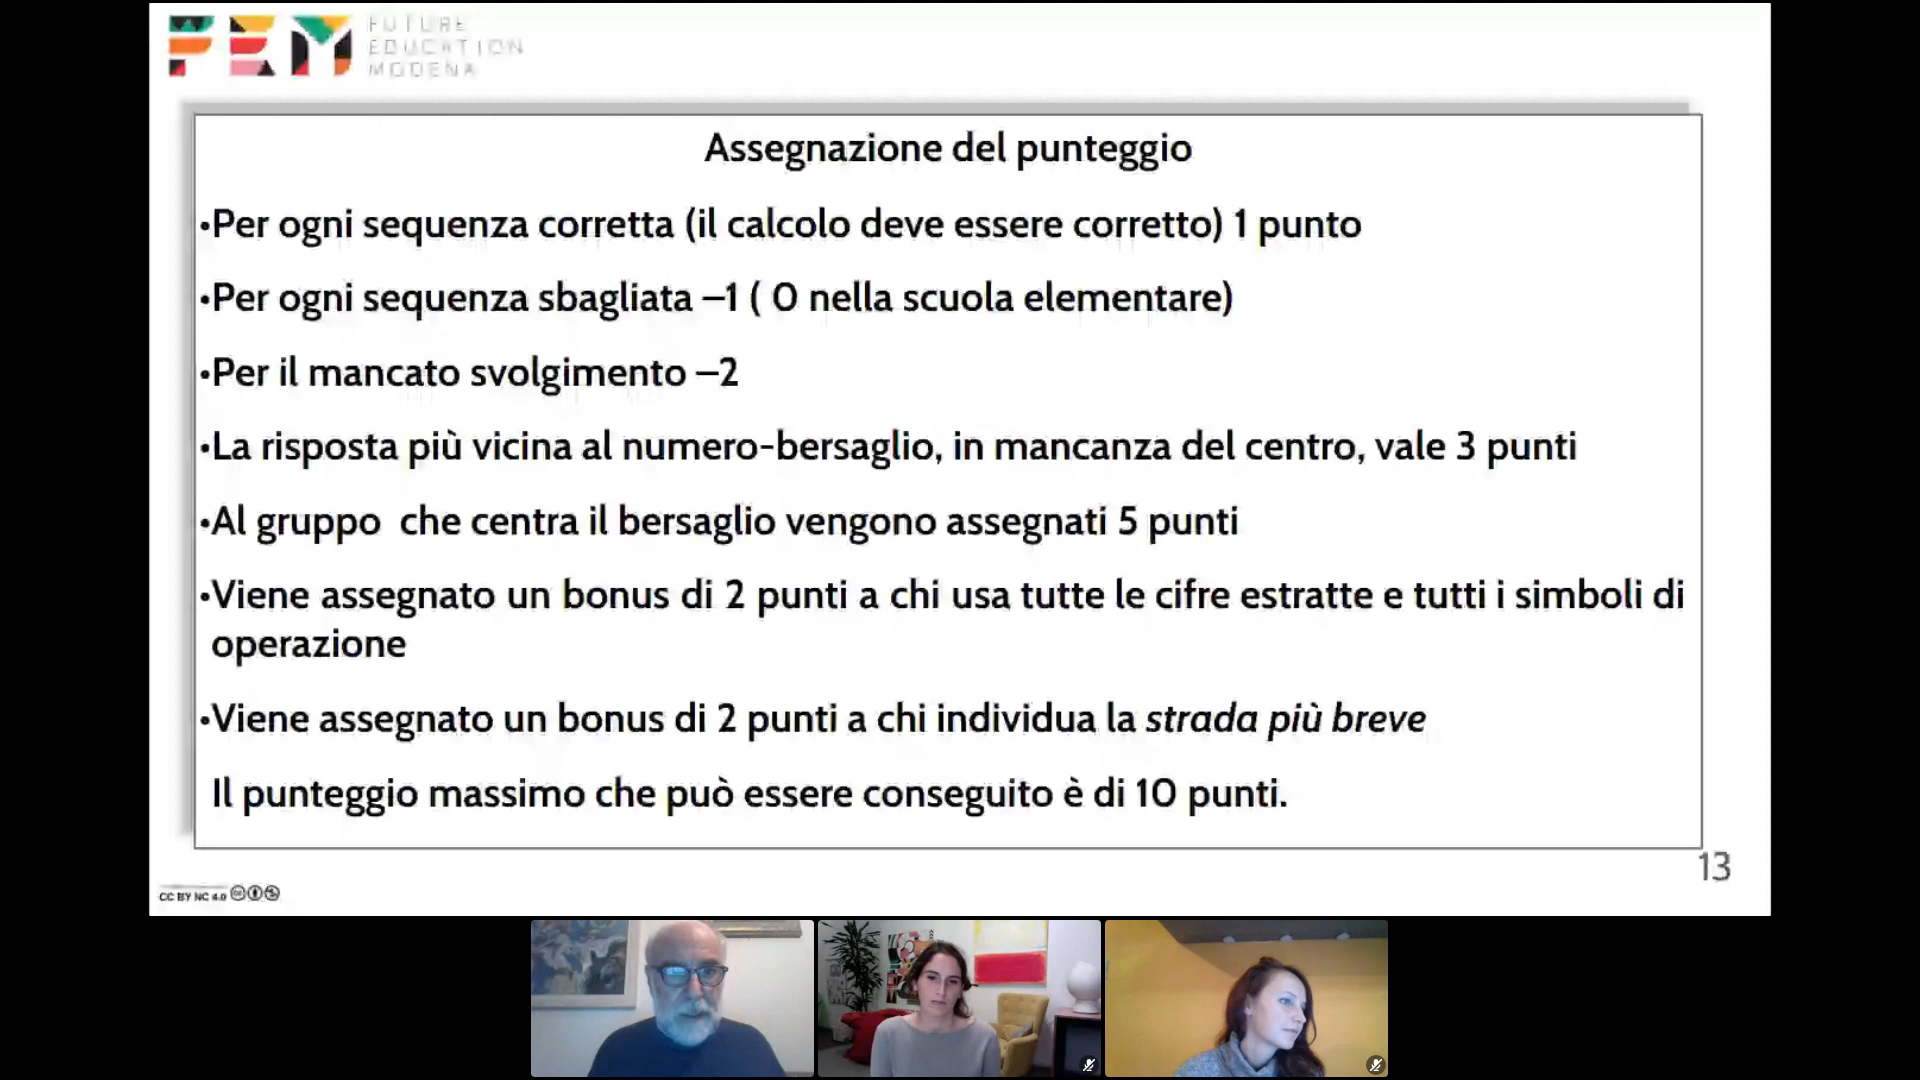 FEM FUTURE
EDUCATION
MODENA
Assegnazione del punteggio
•Per ogni sequenza corretta (il calcolo deve essere corretto) 1 punto
•Per ogni sequenza sbagliata –1 ( 0 nella scuola elementare)
•Per il mancato svolgimento –2
•La risposta più vicina al numero-bersaglio, in mancanza del centro, vale 3 punti
•Al gruppo  che centra il bersaglio vengono assegnati 5 punti
•Viene assegnato un bonus di 2 punti a chi usa tutte le cifre estratte e tutti i simboli di
operazione
•Viene assegnato un bonus di 2 punti a chi individua la strada più breve
Il punteggio massimo che può essere conseguito è di 10 punti.
13
CC BY NC 4.0